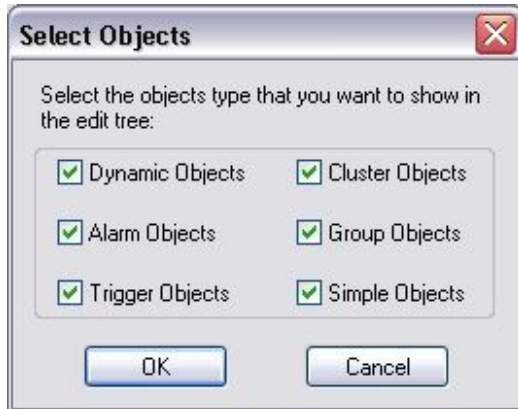 Select Objects
Select the objects type that you want to show in
the edit tree:
Dynamic Objects
Cluster Objects
Alarm Objects
Group Objects
Trigger Objects
Simple Objects
OK
Cancel